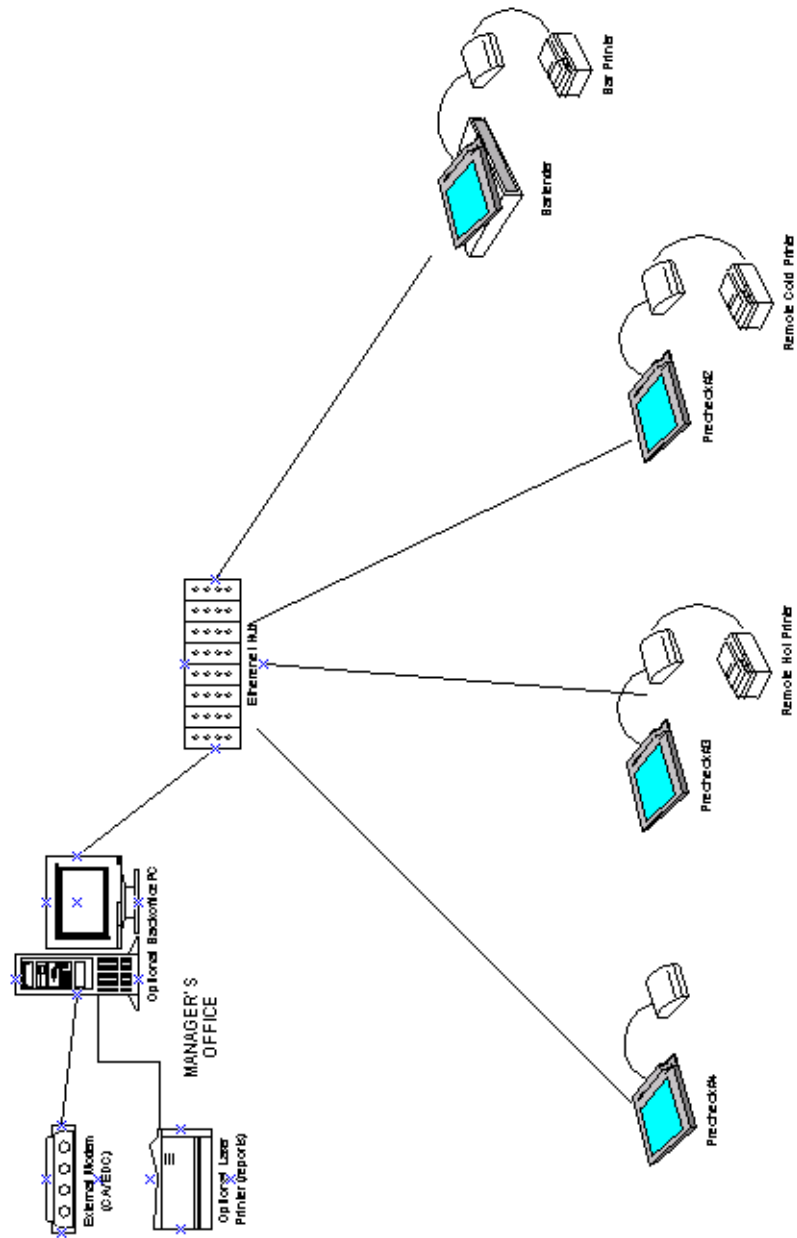 External Modem
(CA/EDC)
Optional Laser
Printer (reports)
Optional Backoffice PC
MANAGER'S
OFFICE
Etherenet Hub
Bartender
Bar Printer
Precheck#4
Precheck#3
Precheck#2
Remote Hot Printer
Remote Cold Printer